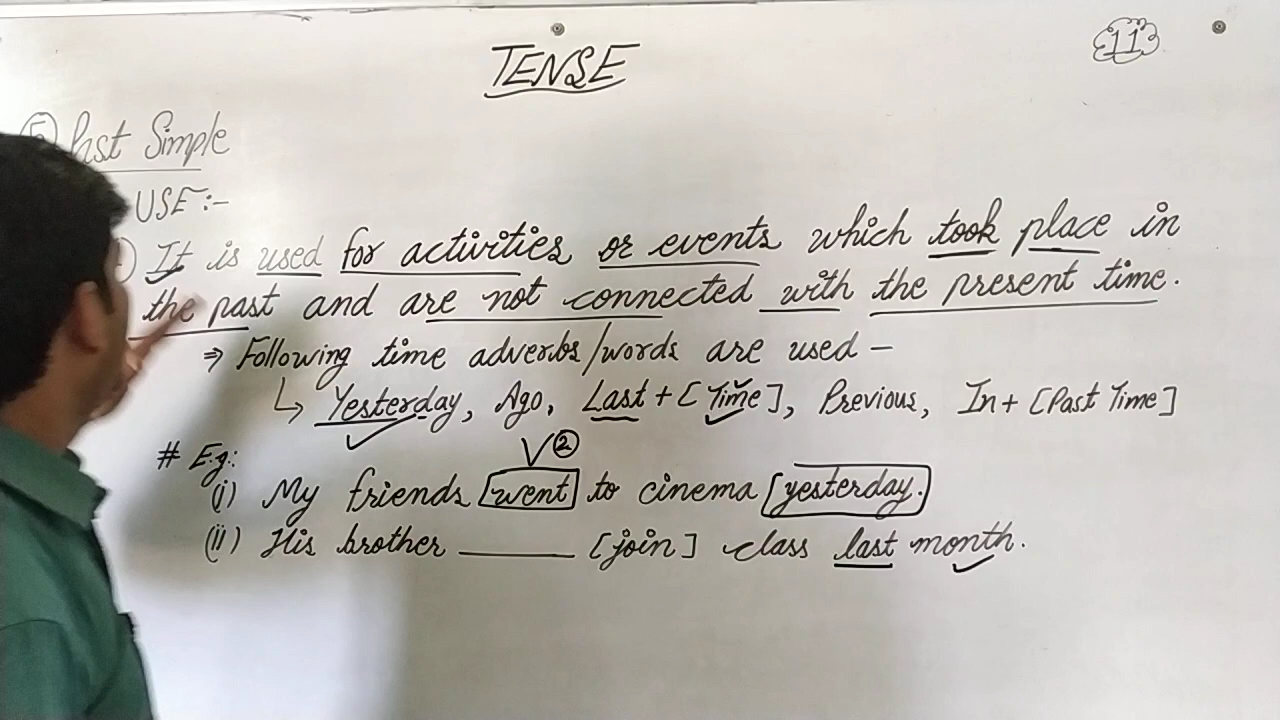 TENSE
11
Past Simple
USE :-
It is used for activities or events which took place in
the past and are not connected with the present time.
⇒ Following time adverbs/words are used –
↳ Yesterday, Ago, Last + [Time], Previous, In + [Past Time]
# E.g.:
V②
(i) My friends [went] to cinema [yesterday.]
(ii) His brother ______ [join] class last month.